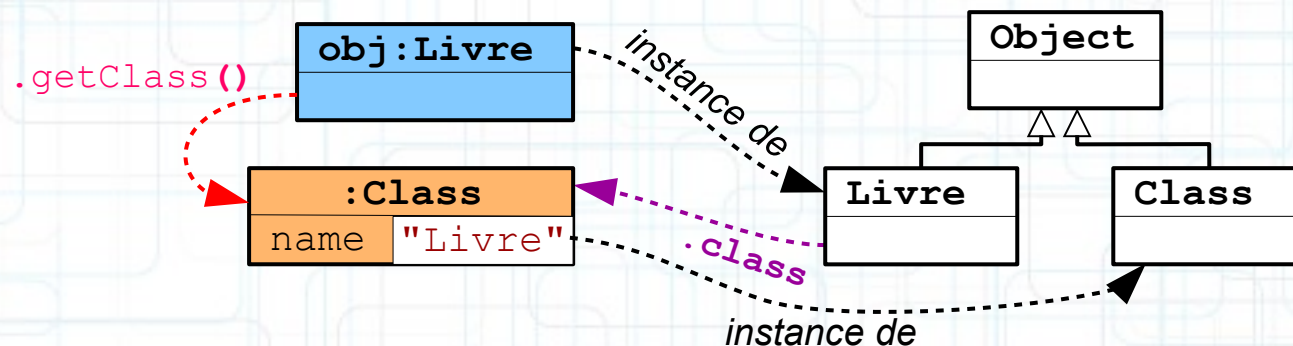 obj:Livre
instance de
Object
.getClass()
:Class
name "Livre"
.class
Livre
Class
instance de